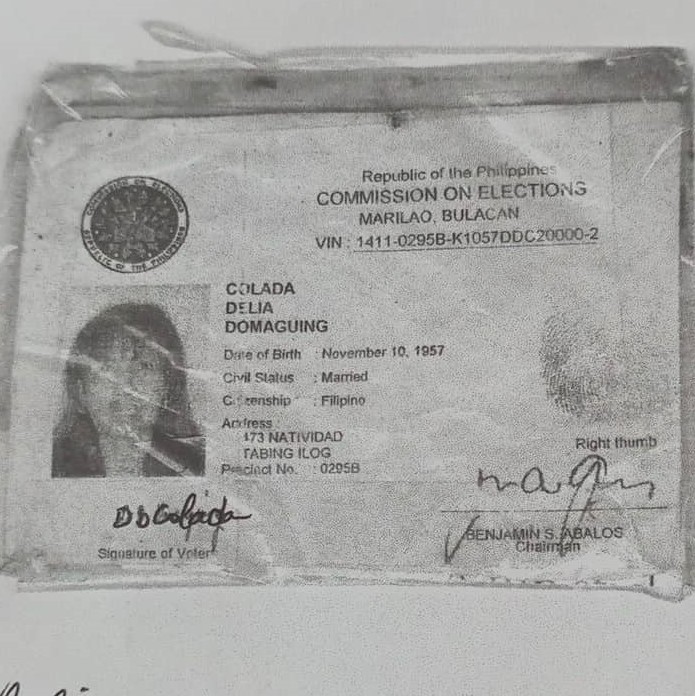 COMMISSION ON ELECTIONS
REPUBLIC OF THE PHILIPPINES
Republic of the Philippines
COMMISSION ON ELECTIONS
MARILAO, BULACAN
VIN : 1411-0295B-K1057DDC20000-2
COLADA
DELIA
DOMAGUING
Date of Birth : November 10, 1957
Civil Status : Married
Citizenship : Filipino
Address :
173 NATIVIDAD
TABING ILOG
Precinct No. : 0295B
Right thumb
DDColada
Signature of Voter
BENJAMIN S. ABALOS
Chairman